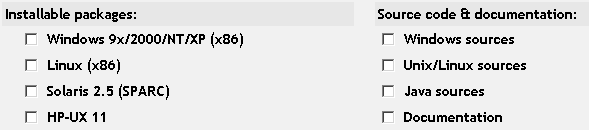 Installable packages:
Windows 9x/2000/NT/XP (x86)
Linux (x86)
Solaris 2.5 (SPARC)
HP-UX 11
Source code & documentation:
Windows sources
Unix/Linux sources
Java sources
Documentation